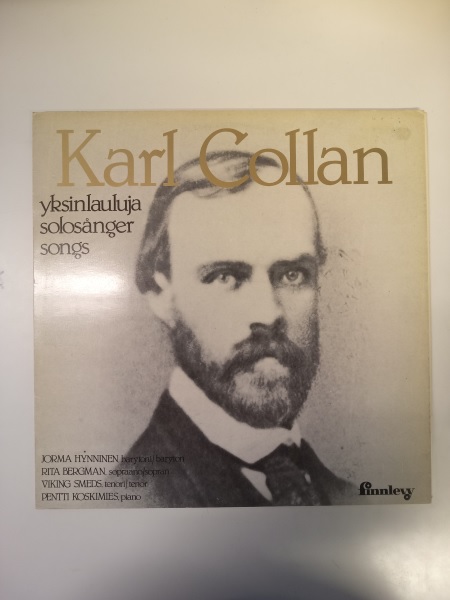 Karl Collan
yksinlauluja
solosånger
songs
JORMA HYNNINEN, baryton//baryton
RITA BERGMAN, sopraano/sopran
VIKING SMEDS, tenori/tenor
PENTTI KOSKIMIES, piano
finnlevy